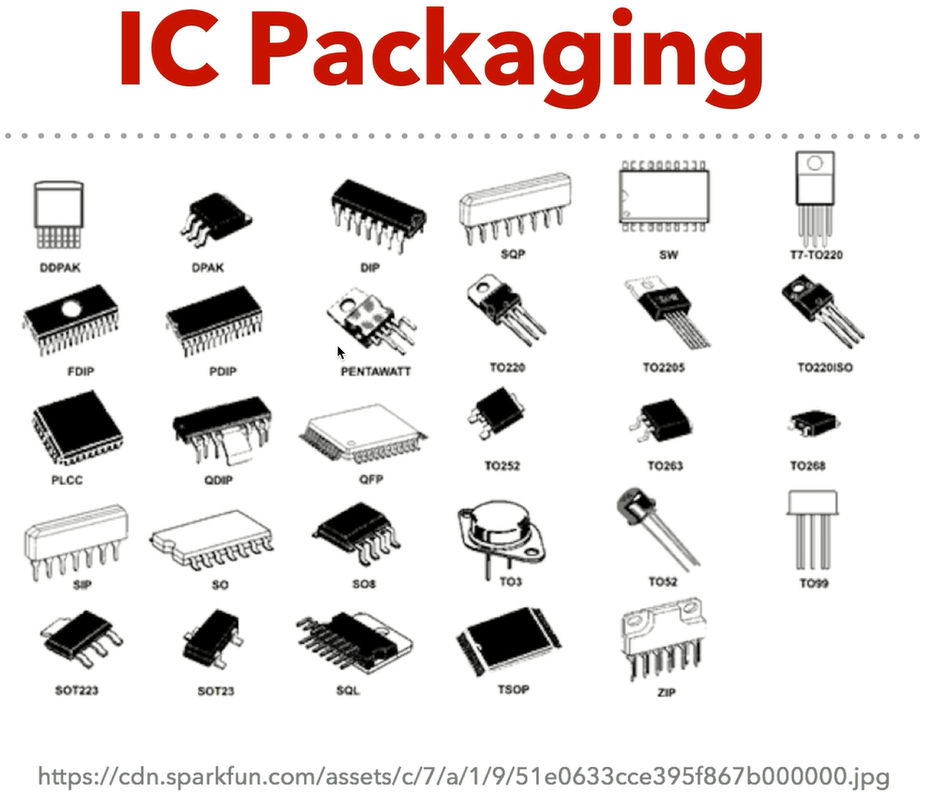 IC Packaging
DDPAK
DPAK
DIP
SQP
SW
T7-TO220
FDIP
PDIP
PENTAWATT
TO220
TO2205
TO220ISO
PLCC
QDIP
QFP
TO252
TO263
TO268
SIP
SO
SO8
TO3
TO52
TO99
SOT223
SOT23
SQL
TSOP
ZIP
https://cdn.sparkfun.com/assets/c/7/a/1/9/51e0633cce395f867b000000.jpg